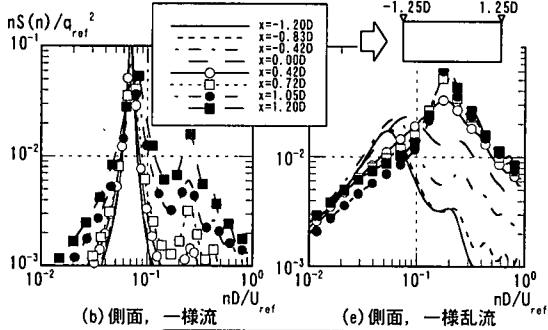 nS(n)/q_ref^2
-1.25D 1.25D
x=-1.20D
x=-0.83D
x=-0.42D
x=0.00D
x=0.42D
x=0.72D
x=1.05D
x=1.20D
10^-1
10^-2
10^-3
10^-2 10^-1 10^0
nD/U_ref
(b) 側面, 一様流
10^-2
10^-3
10^-2 10^-1 10^0
nD/U_ref
(e) 側面, 一様乱流